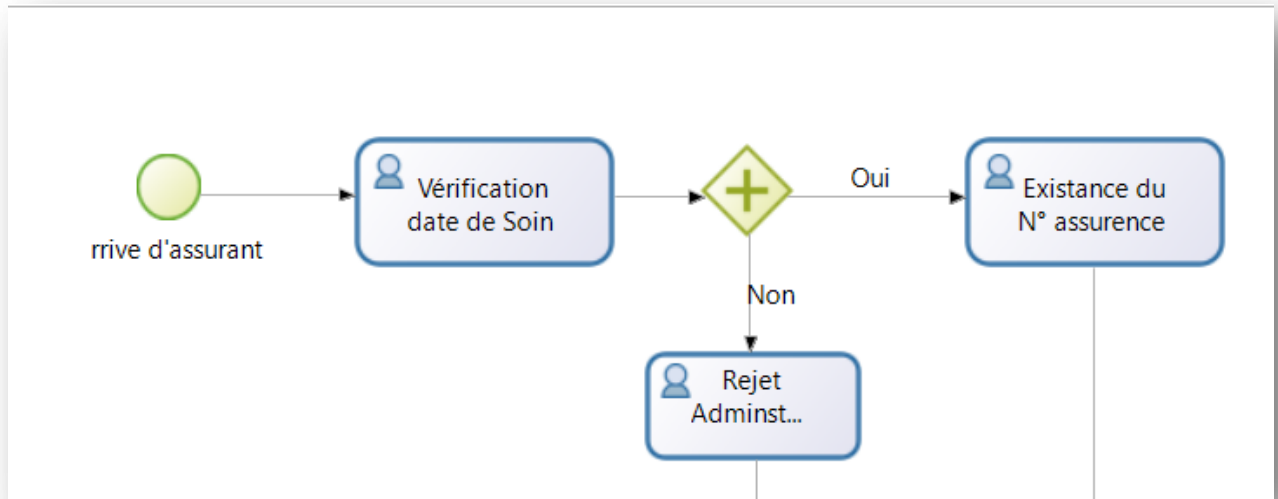 Vérification
date de Soin
Oui
Existance du
N° assurence
rrive d'assurant
Non
Rejet
Adminst...